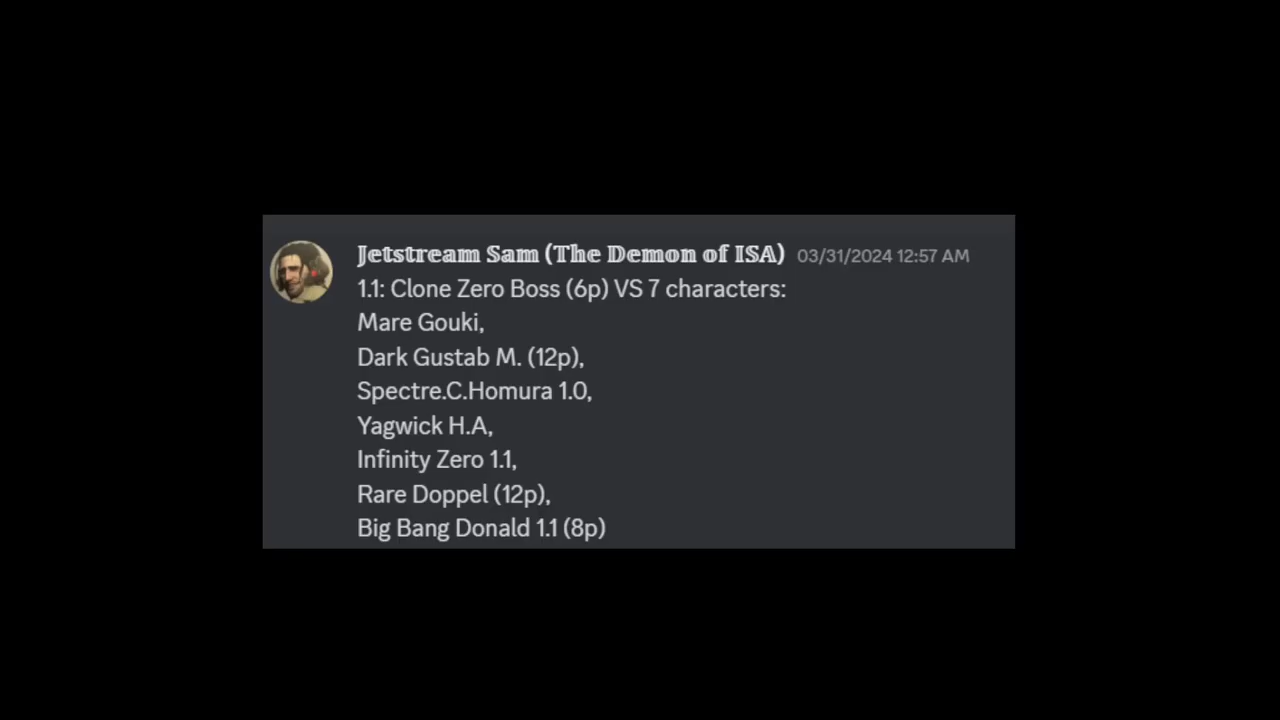 Jetstream Sam (The Demon of ISA) 03/31/2024 12:57 AM
1.1: Clone Zero Boss (6p) VS 7 characters:
Mare Gouki,
Dark Gustab M. (12p),
Spectre.C.Homura 1.0,
Yagwick H.A,
Infinity Zero 1.1,
Rare Doppel (12p),
Big Bang Donald 1.1 (8p)